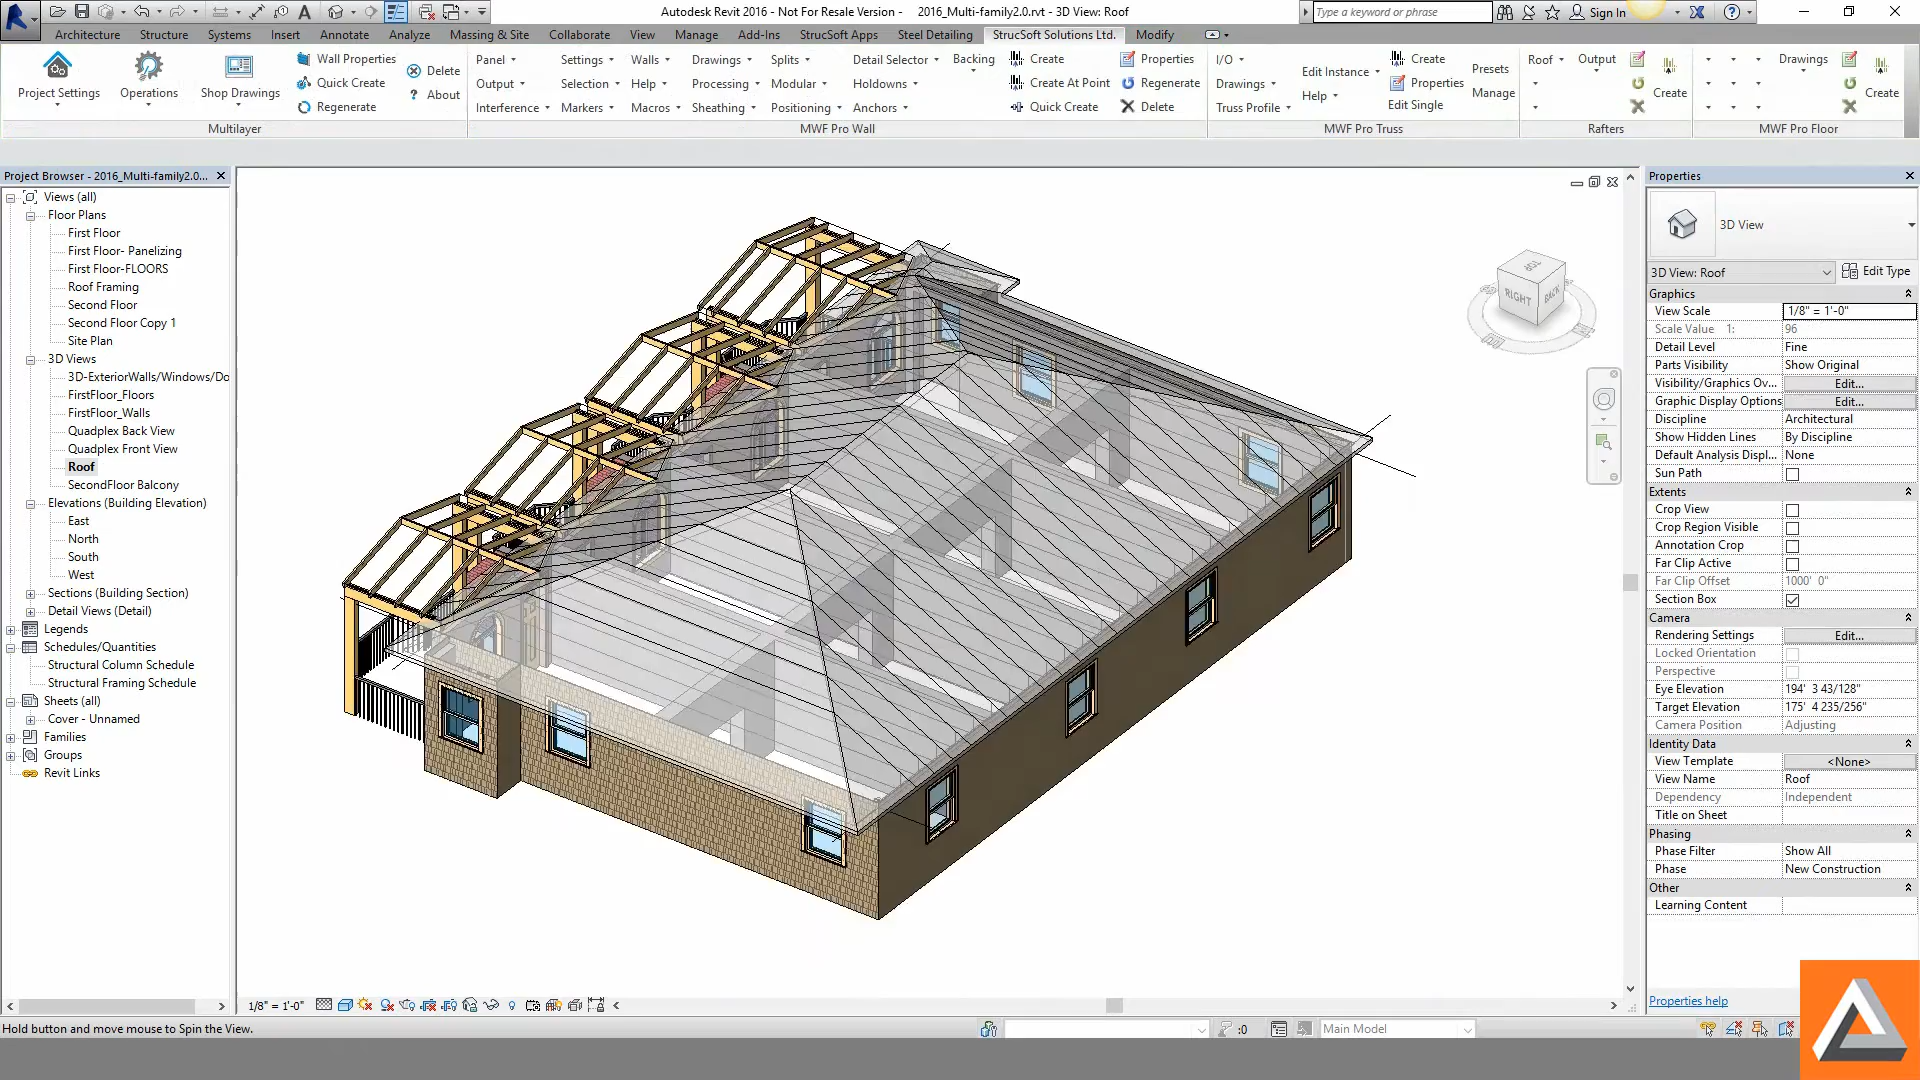 Autodesk Revit 2016 - Not For Resale Version - 2016_Multi-family2.0.rvt - 3D View: Roof
Type a keyword or phrase
Sign In
Architecture Structure Systems Insert Annotate Analyze Massing & Site Collaborate View Manage Add-Ins StrucSoft Apps Steel Detailing StrucSoft Solutions Ltd. Modify
Wall Properties Panel Settings Walls Drawings Splits Detail Selector Backing Create Properties I/O Create Roof Output Drawings
Project Settings Operations Shop Drawings Quick Create Delete Output Selection Help Processing Modular Holdowns Create At Point Regenerate Drawings Edit Instance Properties Presets Create Create
Regenerate About Interference Markers Macros Sheathing Positioning Anchors Quick Create Delete Truss Profile Help Edit Single Manage
Multilayer MWF Pro Wall MWF Pro Truss Rafters MWF Pro Floor
Project Browser - 2016_Multi-family2.0...
Views (all)
Floor Plans
First Floor
First Floor- Panelizing
First Floor-FLOORS
Roof Framing
Second Floor
Second Floor Copy 1
Site Plan
3D Views
3D-ExteriorWalls/Windows/Do
FirstFloor_Floors
FirstFloor_Walls
Quadplex Back View
Quadplex Front View
Roof
SecondFloor Balcony
Elevations (Building Elevation)
East
North
South
West
Sections (Building Section)
Detail Views (Detail)
Legends
Schedules/Quantities
Structural Column Schedule
Structural Framing Schedule
Sheets (all)
Cover - Unnamed
Families
Groups
Revit Links
TOP
RIGHT
BACK
Properties
3D View
3D View: Roof Edit Type
Graphics
View Scale 1/8" = 1'-0"
Scale Value 1: 96
Detail Level Fine
Parts Visibility Show Original
Visibility/Graphics Ov... Edit...
Graphic Display Options Edit...
Discipline Architectural
Show Hidden Lines By Discipline
Default Analysis Displ... None
Sun Path
Extents
Crop View
Crop Region Visible
Annotation Crop
Far Clip Active
Far Clip Offset 1000' 0"
Section Box
Camera
Rendering Settings Edit...
Locked Orientation
Perspective
Eye Elevation 194' 3 43/128"
Target Elevation 175' 4 235/256"
Camera Position Adjusting
Identity Data
View Template <None>
View Name Roof
Dependency Independent
Title on Sheet
Phasing
Phase Filter Show All
Phase New Construction
Other
Learning Content
Properties help
1/8" = 1'-0"
Hold button and move mouse to Spin the View.
:0
Main Model